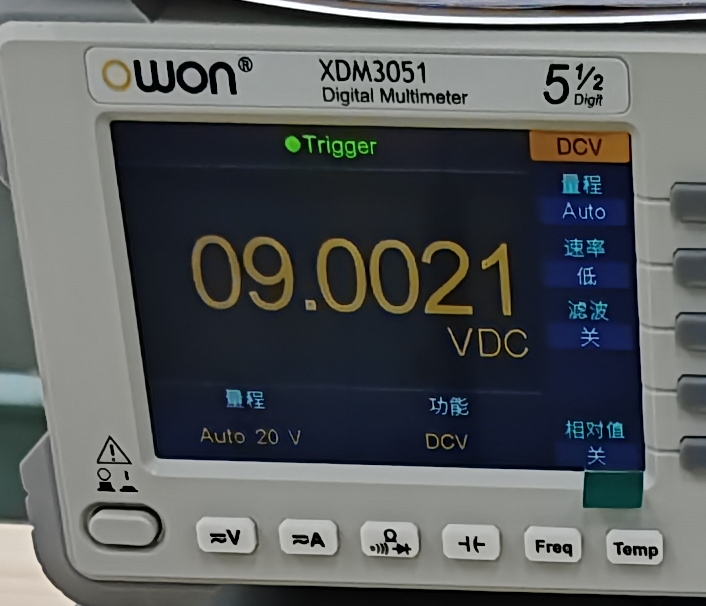 OWON®
XDM3051
Digital Multimeter
5 1/2
Digit
Trigger
DCV
量程
Auto
09.0021
VDC
速率
低
滤波
关
量程
Auto 20 V
功能
DCV
相对值
关
≂V
≂A
Ω
Freq
Temp